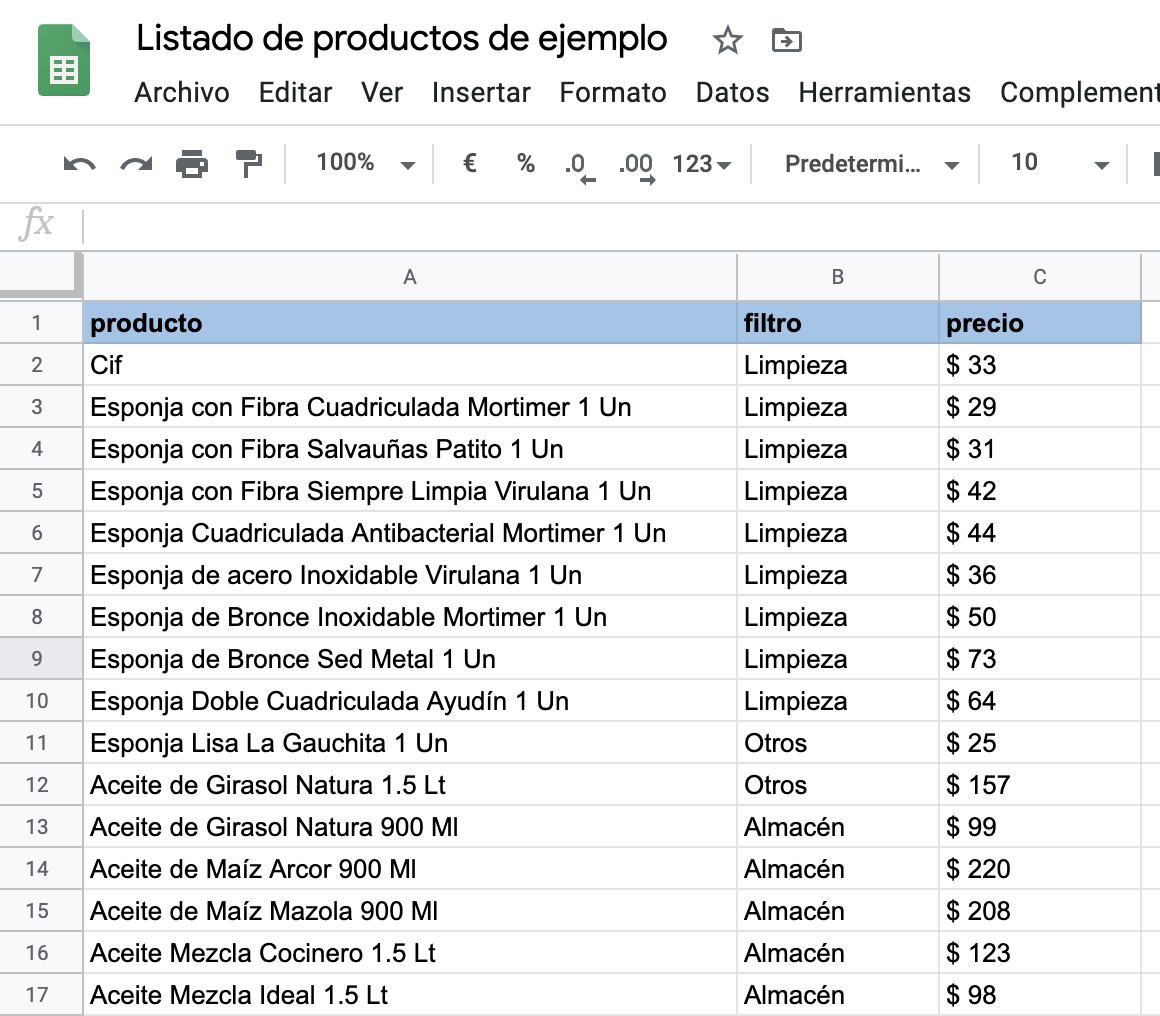 Listado de productos de ejemplo
Archivo Editar Ver Insertar Formato Datos Herramientas Complement
100% € % .0 .00 123 Predetermi... 10
fx
A B C
1 producto filtro precio
2 Cif Limpieza $ 33
3 Esponja con Fibra Cuadriculada Mortimer 1 Un Limpieza $ 29
4 Esponja con Fibra Salvauñas Patito 1 Un Limpieza $ 31
5 Esponja con Fibra Siempre Limpia Virulana 1 Un Limpieza $ 42
6 Esponja Cuadriculada Antibacterial Mortimer 1 Un Limpieza $ 44
7 Esponja de acero Inoxidable Virulana 1 Un Limpieza $ 36
8 Esponja de Bronce Inoxidable Mortimer 1 Un Limpieza $ 50
9 Esponja de Bronce Sed Metal 1 Un Limpieza $ 73
10 Esponja Doble Cuadriculada Ayudín 1 Un Limpieza $ 64
11 Esponja Lisa La Gauchita 1 Un Otros $ 25
12 Aceite de Girasol Natura 1.5 Lt Otros $ 157
13 Aceite de Girasol Natura 900 Ml Almacén $ 99
14 Aceite de Maíz Arcor 900 Ml Almacén $ 220
15 Aceite de Maíz Mazola 900 Ml Almacén $ 208
16 Aceite Mezcla Cocinero 1.5 Lt Almacén $ 123
17 Aceite Mezcla Ideal 1.5 Lt Almacén $ 98